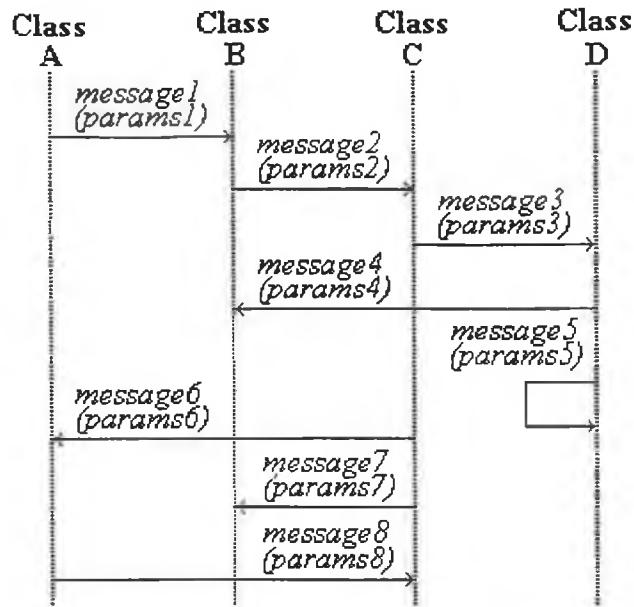 Class Class Class Class
A B C D
message1
(params1)
message2
(params2)
message3
(params3)
message4
(params4)
message5
(params5)
message6
(params6)
message7
(params7)
message8
(params8)